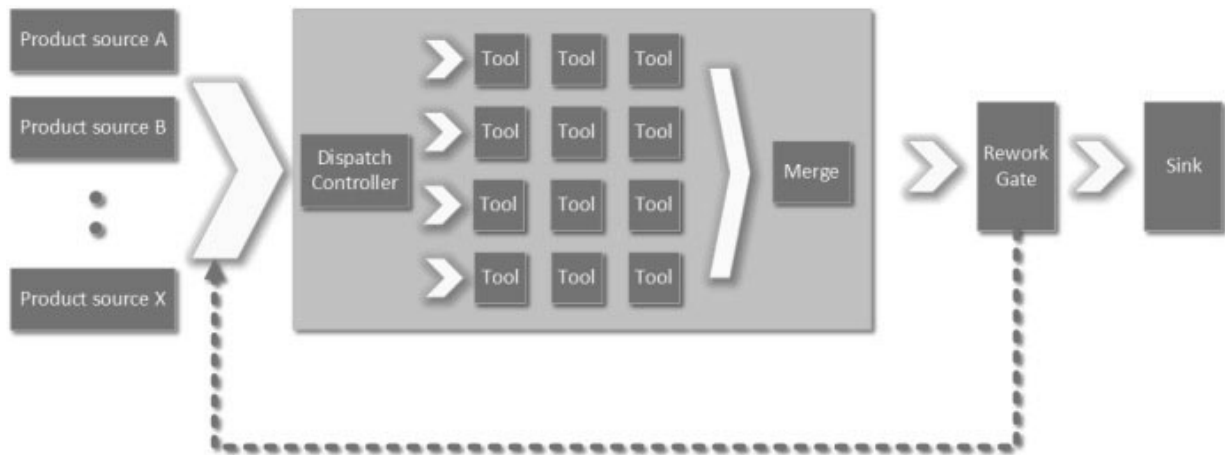 Product source A
Product source B
Product source X
Dispatch
Controller
Tool Tool Tool
Tool Tool Tool
Tool Tool Tool
Tool Tool Tool
Merge
Rework
Gate
Sink